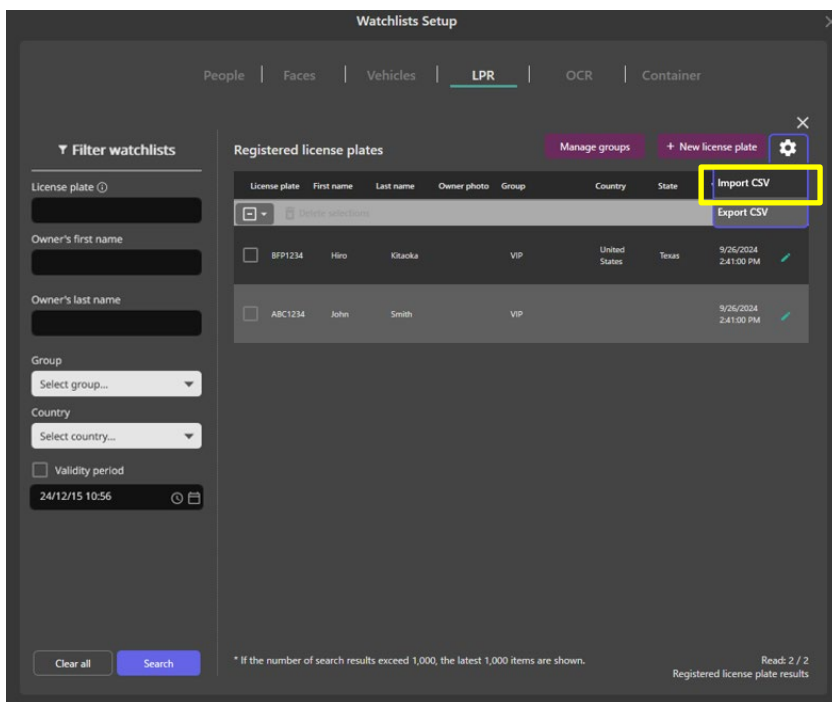 Watchlists Setup
People Faces Vehicles LPR OCR Container
Filter watchlists
License plate
Owner's first name
Owner's last name
Group
Select group...
Country
Select country...
Validity period
24/12/15 10:56
Clear all Search
Registered license plates Manage groups + New license plate
Import CSV
Export CSV
License plate First name Last name Owner photo Group Country State
Delete selections
BFP1234 Hiro Kitaoka VIP United States Texas 9/26/2024 2:41:00 PM
ABC1234 John Smith VIP 9/26/2024 2:41:00 PM
* If the number of search results exceed 1,000, the latest 1,000 items are shown.
Read: 2 / 2
Registered license plate results